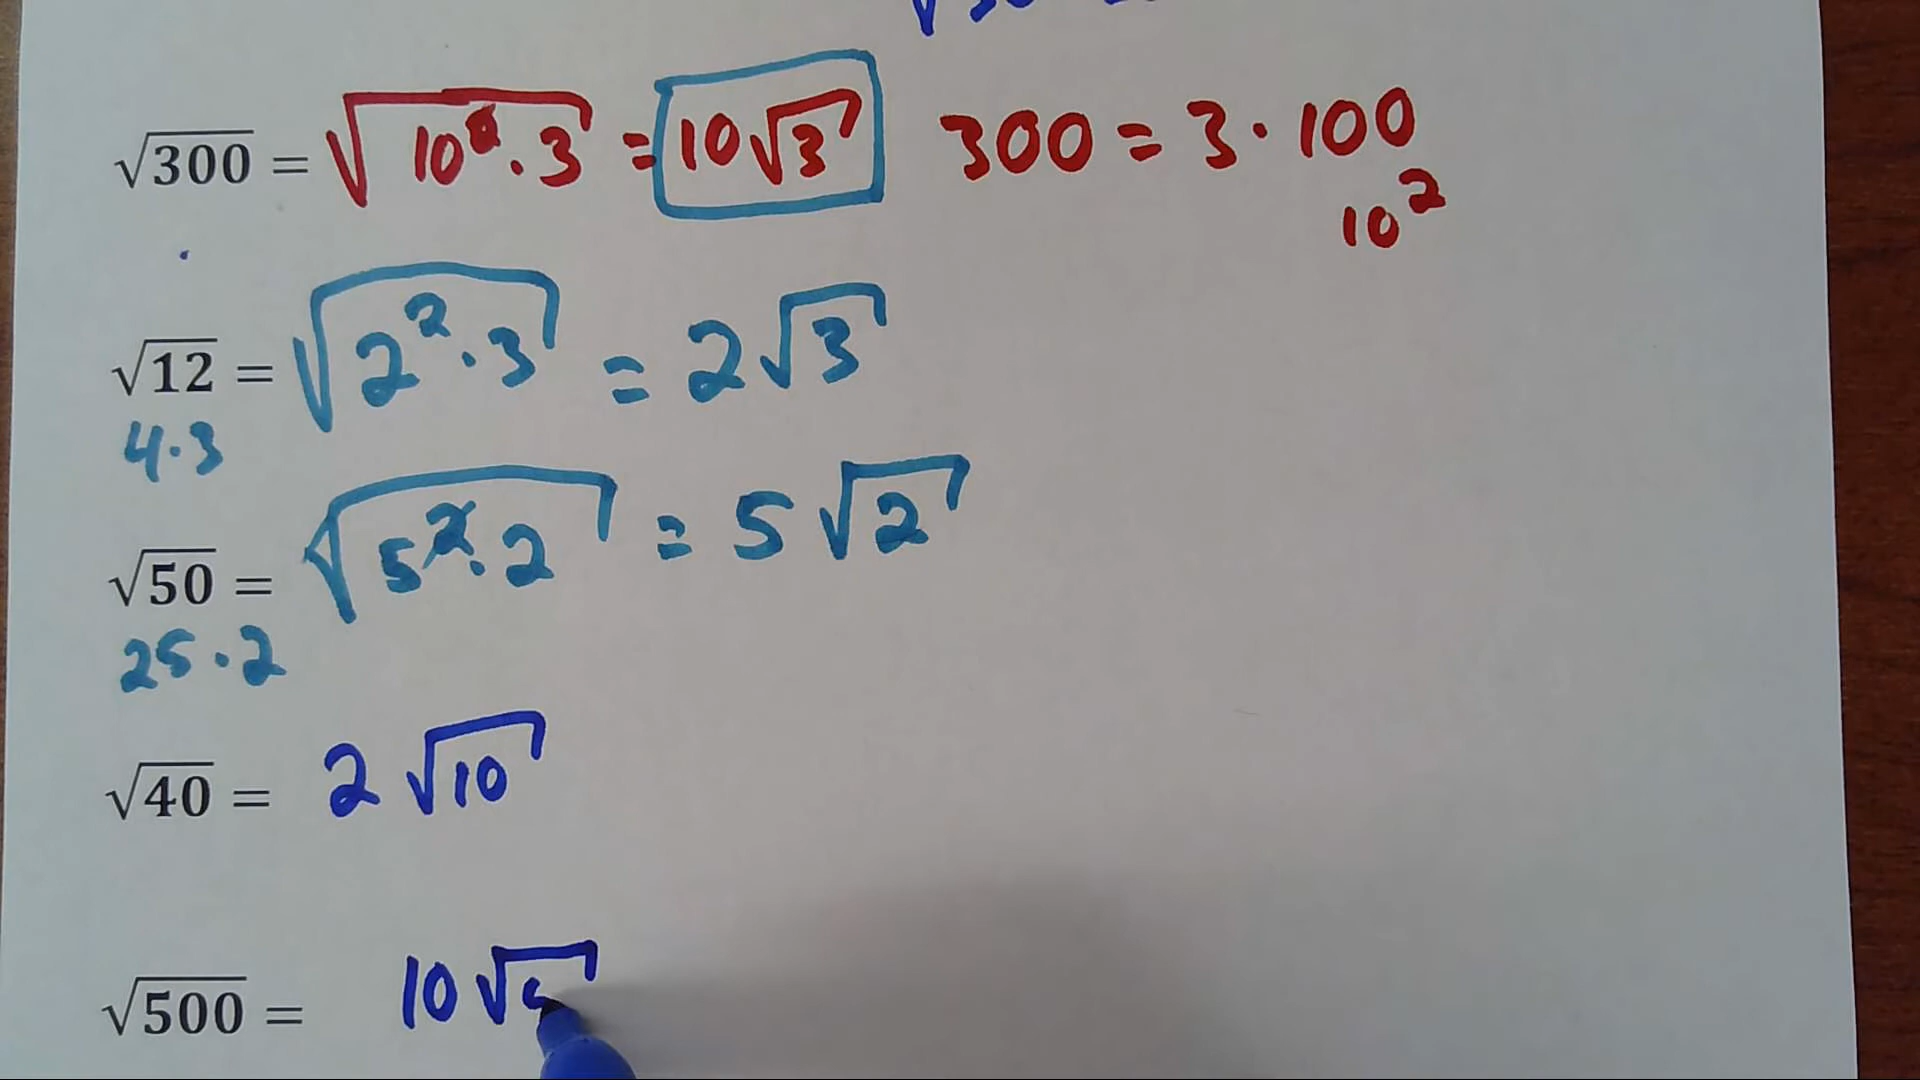 √300 = √10² · 3 = 10√3 300 = 3 · 100
10²
√12 = √2² · 3 = 2√3
4 · 3
√50 = √5² · 2 = 5√2
25 · 2
√40 = 2√10
√500 = 10√